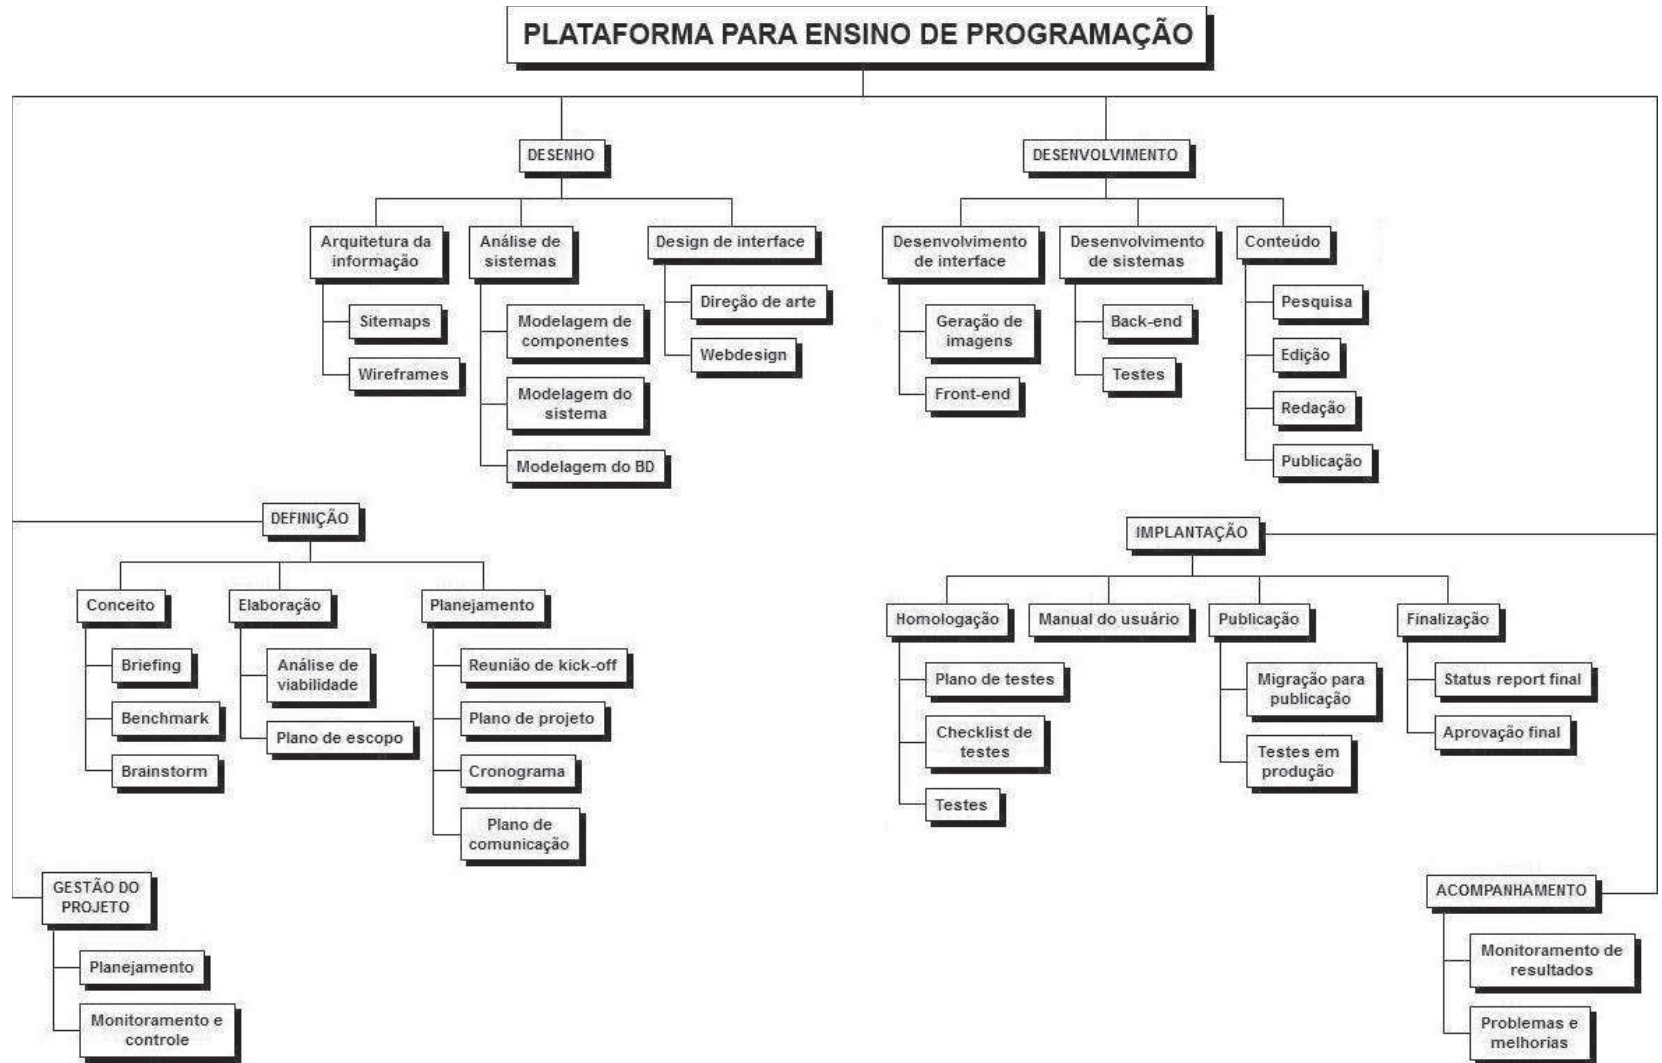 PLATAFORMA PARA ENSINO DE PROGRAMAÇÃO
DESENHO
Arquitetura da
informação
Sitemaps
Wireframes
Análise de
sistemas
Modelagem de
componentes
Modelagem do
sistema
Modelagem do BD
Design de interface
Direção de arte
Webdesign
DESENVOLVIMENTO
Desenvolvimento
de interface
Geração de
imagens
Front-end
Desenvolvimento
de sistemas
Back-end
Testes
Conteúdo
Pesquisa
Edição
Redação
Publicação
DEFINIÇÃO
Conceito
Briefing
Benchmark
Brainstorm
Elaboração
Análise de
viabilidade
Plano de escopo
Planejamento
Reunião de kick-off
Plano de projeto
Cronograma
Plano de
comunicação
IMPLANTAÇÃO
Homologação
Plano de testes
Checklist de
testes
Testes
Manual do usuário
Publicação
Migração para
publicação
Testes em
produção
Finalização
Status report final
Aprovação final
GESTÃO DO
PROJETO
Planejamento
Monitoramento e
controle
ACOMPANHAMENTO
Monitoramento de
resultados
Problemas e
melhorias